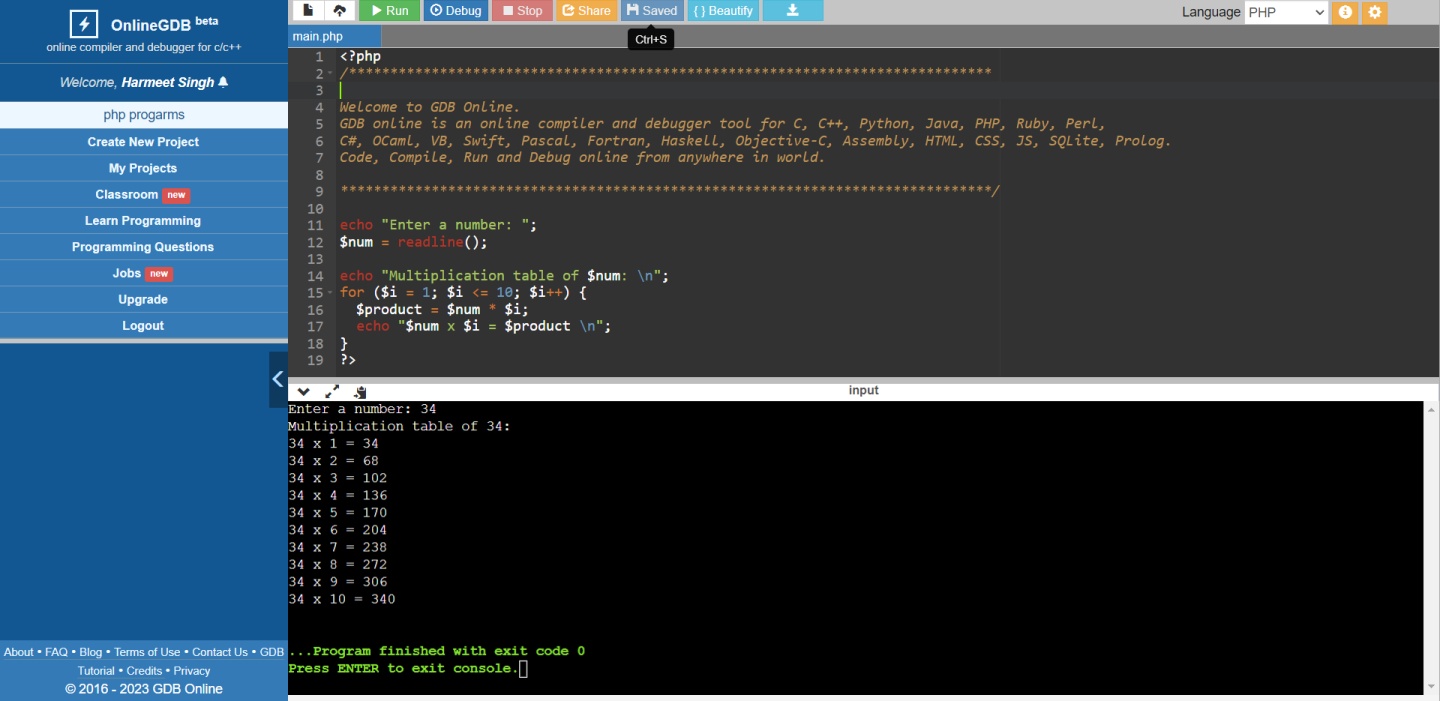 OnlineGDB beta
online compiler and debugger for c/c++
Welcome, Harmeet Singh
php progarms
Create New Project
My Projects
Classroom new
Learn Programming
Programming Questions
Jobs new
Upgrade
Logout
About • FAQ • Blog • Terms of Use • Contact Us • GDB
Tutorial • Credits • Privacy
© 2016 - 2023 GDB Online
Run Debug Stop Share Saved { } Beautify
Language PHP
main.php
Ctrl+S
1 <?php
2 /*******************************************************************************
3
4 Welcome to GDB Online.
5 GDB online is an online compiler and debugger tool for C, C++, Python, Java, PHP, Ruby, Perl,
6 C#, OCaml, VB, Swift, Pascal, Fortran, Haskell, Objective-C, Assembly, HTML, CSS, JS, SQLite, Prolog.
7 Code, Compile, Run and Debug online from anywhere in world.
8
9 *******************************************************************************/
10
11 echo "Enter a number: ";
12 $num = readline();
13
14 echo "Multiplication table of $num: \n";
15 for ($i = 1; $i <= 10; $i++) {
16   $product = $num * $i;
17   echo "$num x $i = $product \n";
18 }
19 ?>
input
Enter a number: 34
Multiplication table of 34:
34 x 1 = 34
34 x 2 = 68
34 x 3 = 102
34 x 4 = 136
34 x 5 = 170
34 x 6 = 204
34 x 7 = 238
34 x 8 = 272
34 x 9 = 306
34 x 10 = 340
...Program finished with exit code 0
Press ENTER to exit console.